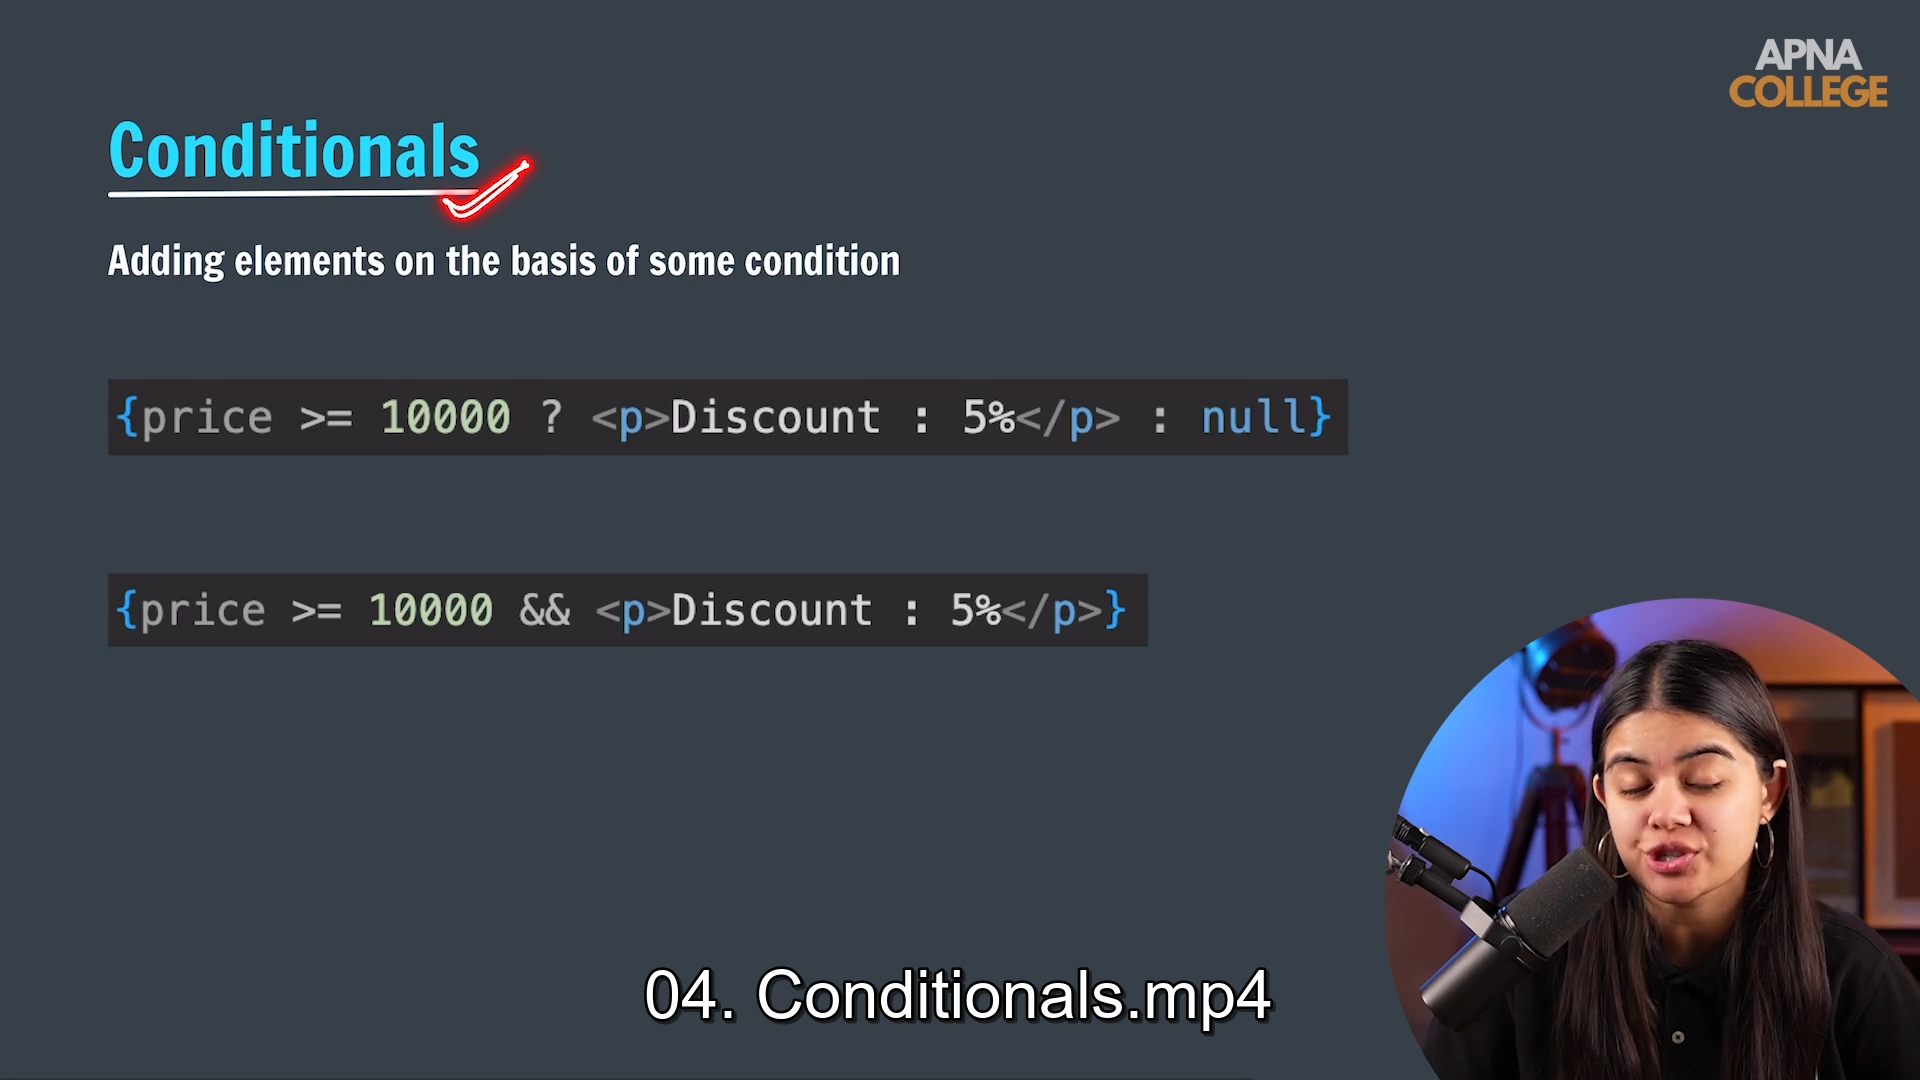 APNA
COLLEGE
Conditionals
Adding elements on the basis of some condition
{price >= 10000 ? <p>Discount : 5%</p> : null}
{price >= 10000 && <p>Discount : 5%</p>}
04. Conditionals.mp4